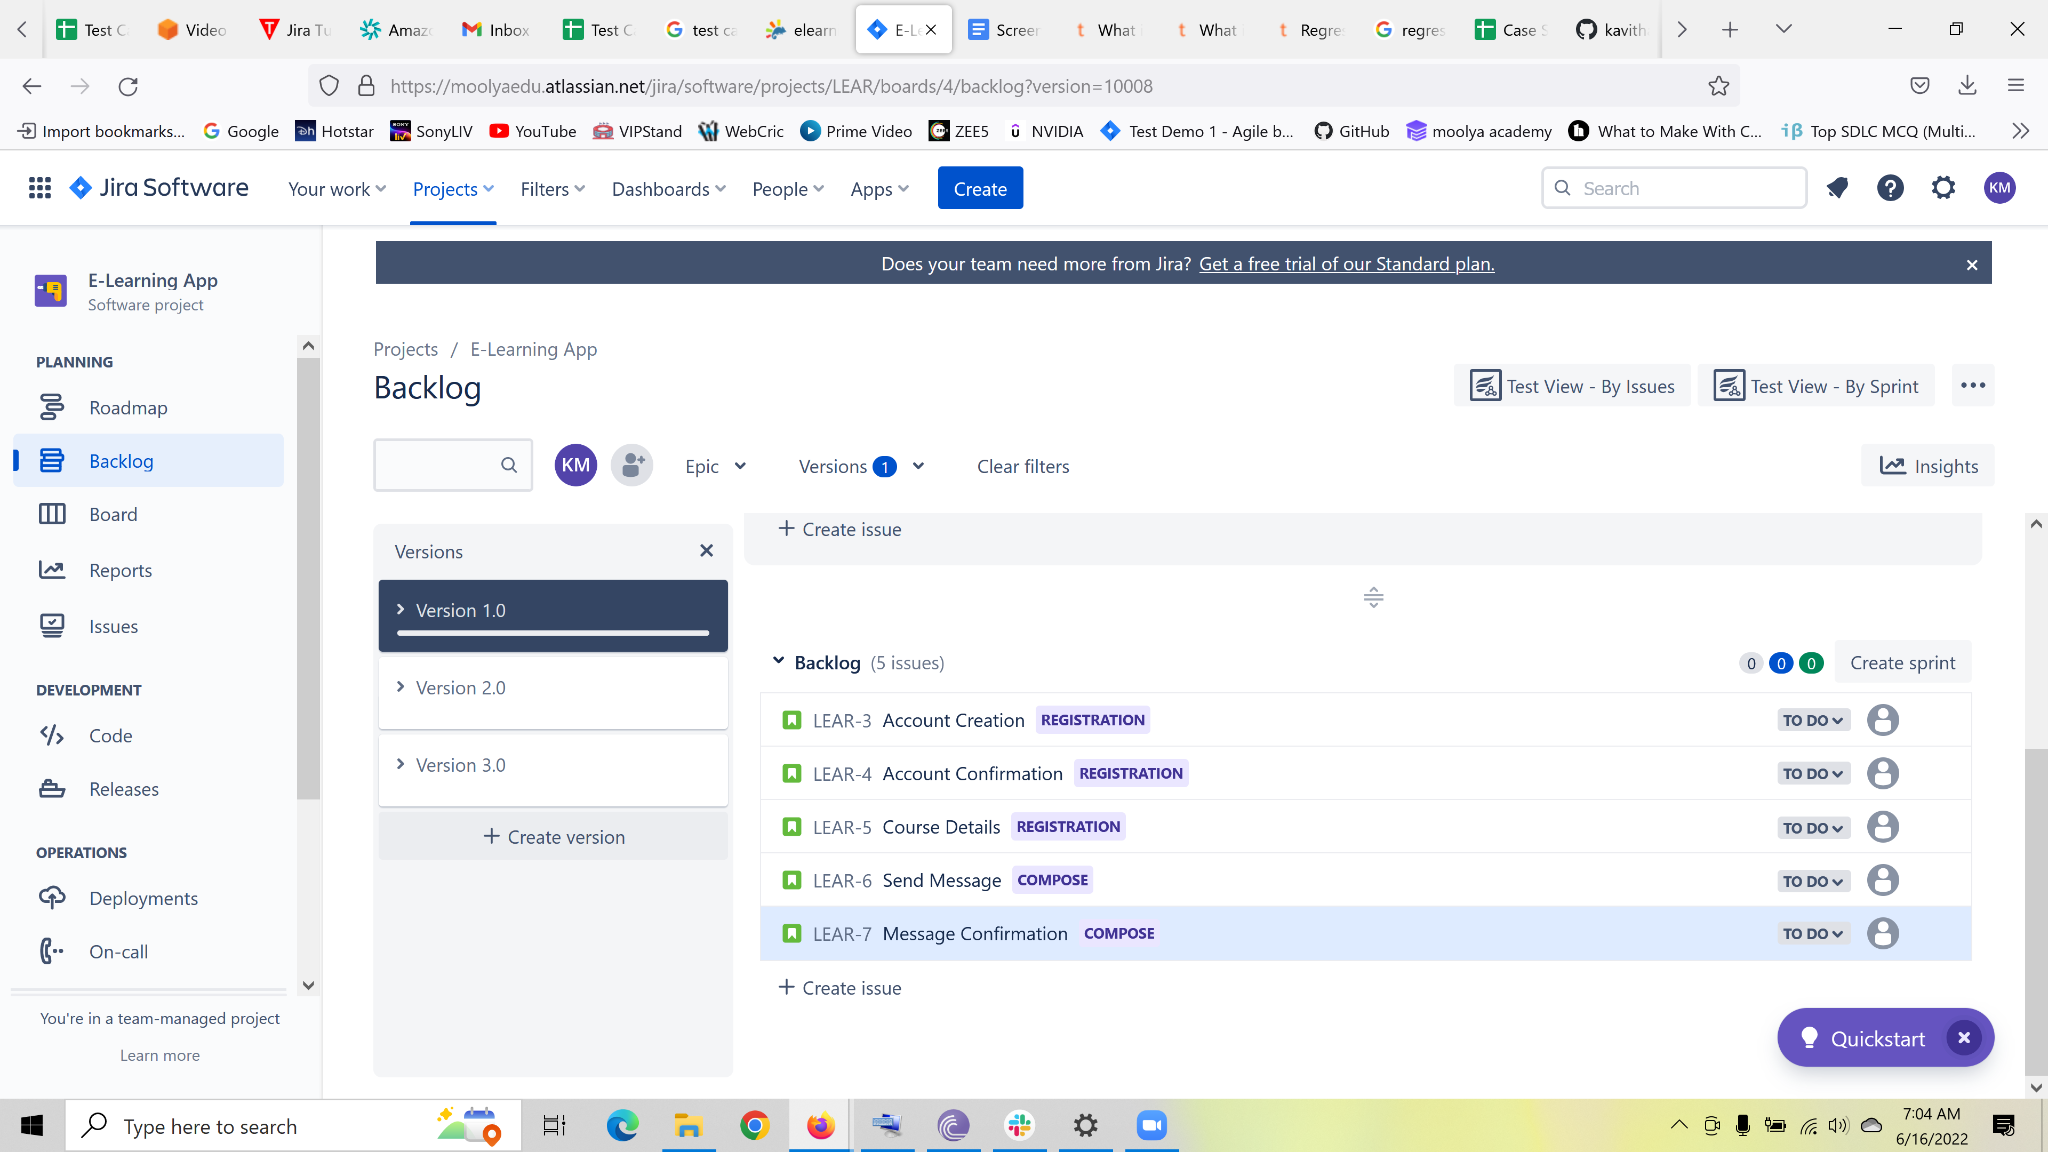 Test Ca
Video
Jira Tu
Amazo
Inbox
Test C
test ca
elearn
E-Le
Screen
What
What
Regre
regres
Case S
kavith
https://moolyaedu.atlassian.net/jira/software/projects/LEAR/boards/4/backlog?version=10008
Import bookmarks... Google Hotstar SonyLIV YouTube VIPStand WebCric Prime Video ZEE5 NVIDIA Test Demo 1 - Agile b... GitHub moolya academy What to Make With C... Top SDLC MCQ (Multi...
Jira Software Your work Projects Filters Dashboards People Apps Create Search KM
E-Learning App
Software project
PLANNING
Roadmap
Backlog
Board
Reports
Issues
DEVELOPMENT
Code
Releases
OPERATIONS
Deployments
On-call
You're in a team-managed project
Learn more
Does your team need more from Jira? Get a free trial of our Standard plan.
Projects / E-Learning App
Backlog
Test View - By Issues
Test View - By Sprint
KM Epic Versions 1 Clear filters Insights
Versions
Version 1.0
Version 2.0
Version 3.0
+ Create version
+ Create issue
Backlog (5 issues) 0 0 0 Create sprint
LEAR-3 Account Creation REGISTRATION TO DO
LEAR-4 Account Confirmation REGISTRATION TO DO
LEAR-5 Course Details REGISTRATION TO DO
LEAR-6 Send Message COMPOSE TO DO
LEAR-7 Message Confirmation COMPOSE TO DO
+ Create issue
Quickstart
Type here to search
7:04 AM
6/16/2022